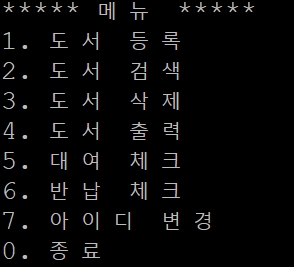 ***** 메뉴 *****
1. 도서 등록
2. 도서 검색
3. 도서 삭제
4. 도서 출력
5. 대여 체크
6. 반납 체크
7. 아이디 변경
0. 종료